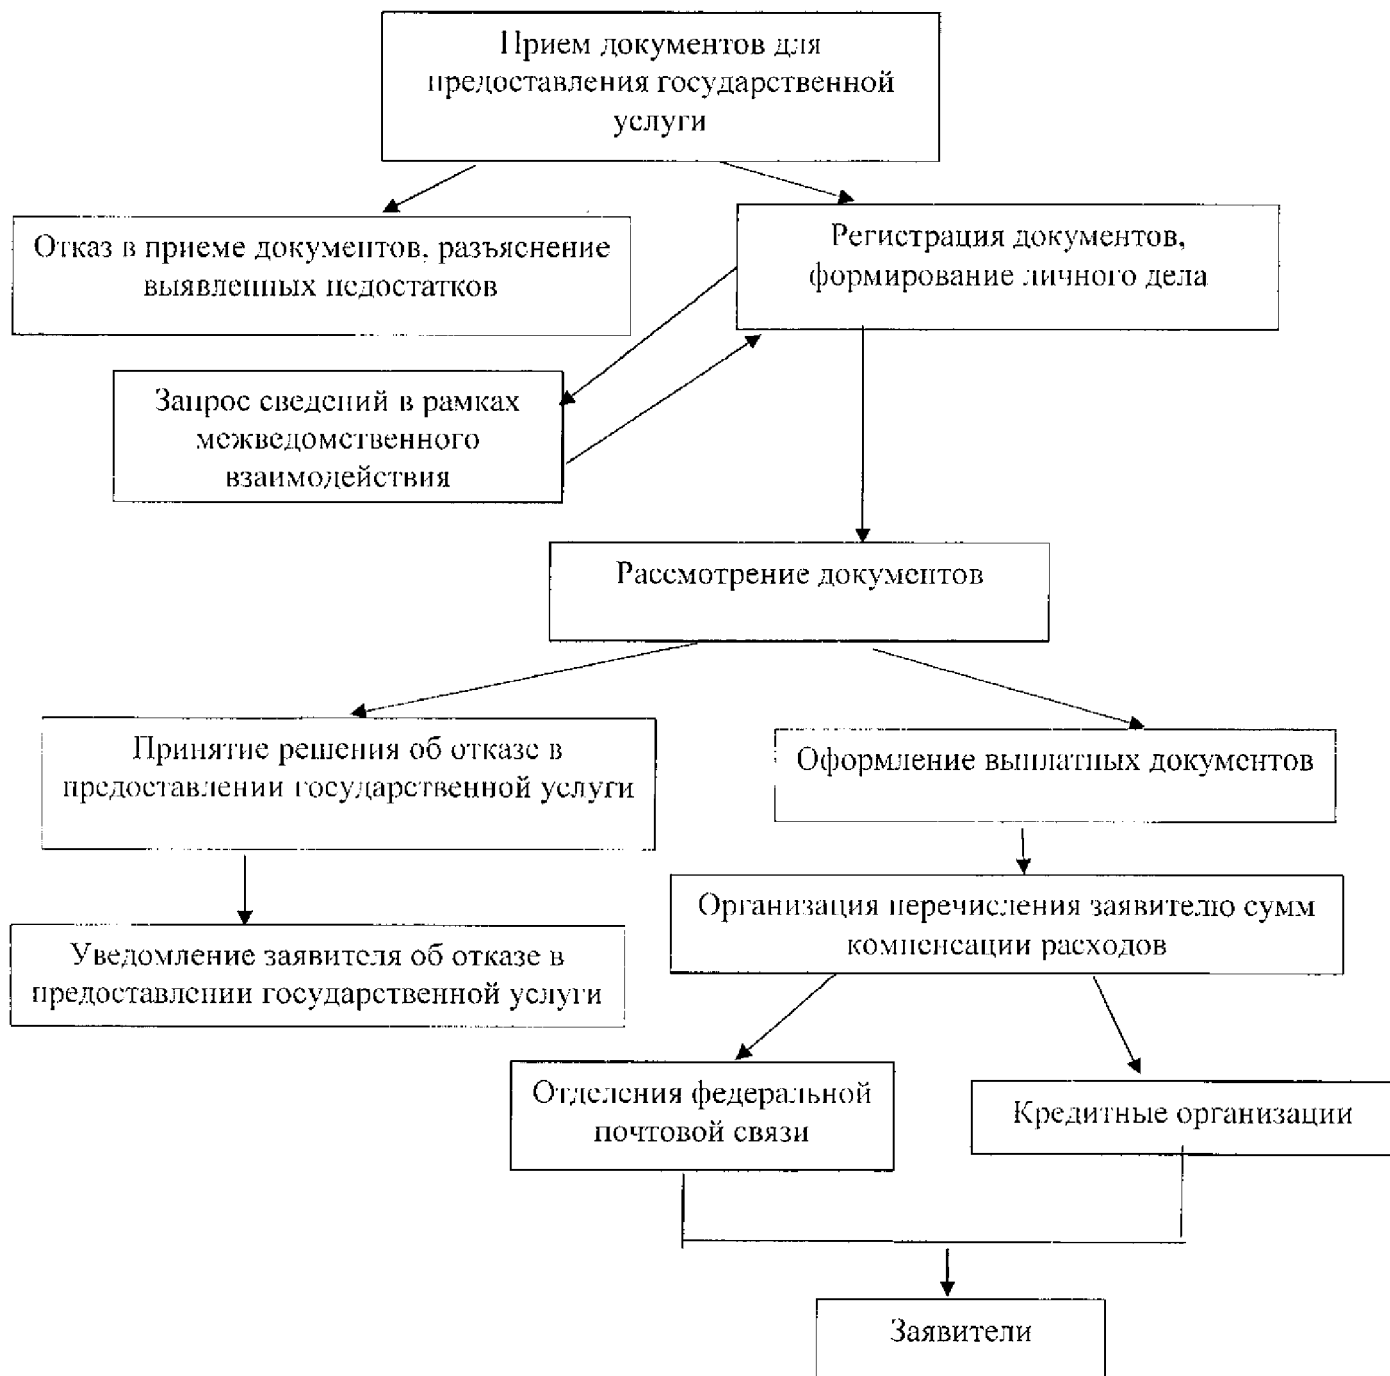 Прием документов для
предоставления государственной
услуги
Отказ в приеме документов, разъяснение
выявленных недостатков
Регистрация документов,
формирование личного дела
Запрос сведений в рамках
межведомственного
взаимодействия
Рассмотрение документов
Принятие решения об отказе в
предоставлении государственной услуги
Оформление выплатных документов
Уведомление заявителя об отказе в
предоставлении государственной услуги
Организация перечисления заявителю сумм
компенсации расходов
Отделения федеральной
почтовой связи
Кредитные организации
Заявители